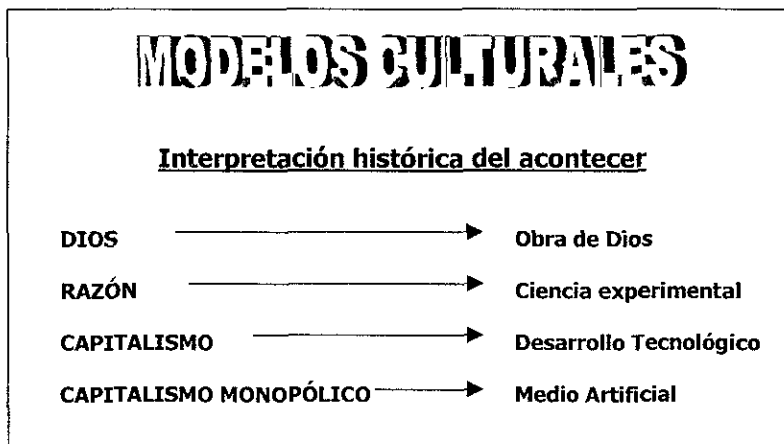 MODELOS CULTURALES
Interpretación histórica del acontecer
DIOS Obra de Dios
RAZÓN Ciencia experimental
CAPITALISMO Desarrollo Tecnológico
CAPITALISMO MONOPÓLICO Medio Artificial